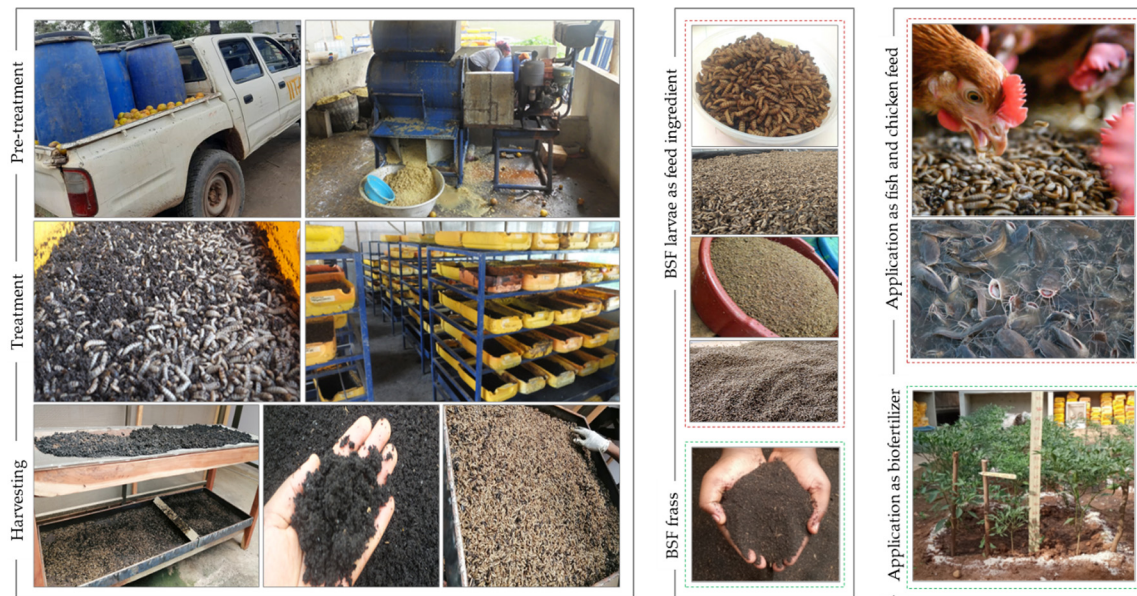 Pre-treatment
Treatment
Harvesting
BSF larvae as feed ingredient
BSF frass
Application as fish and chicken feed
Application as biofertilizer